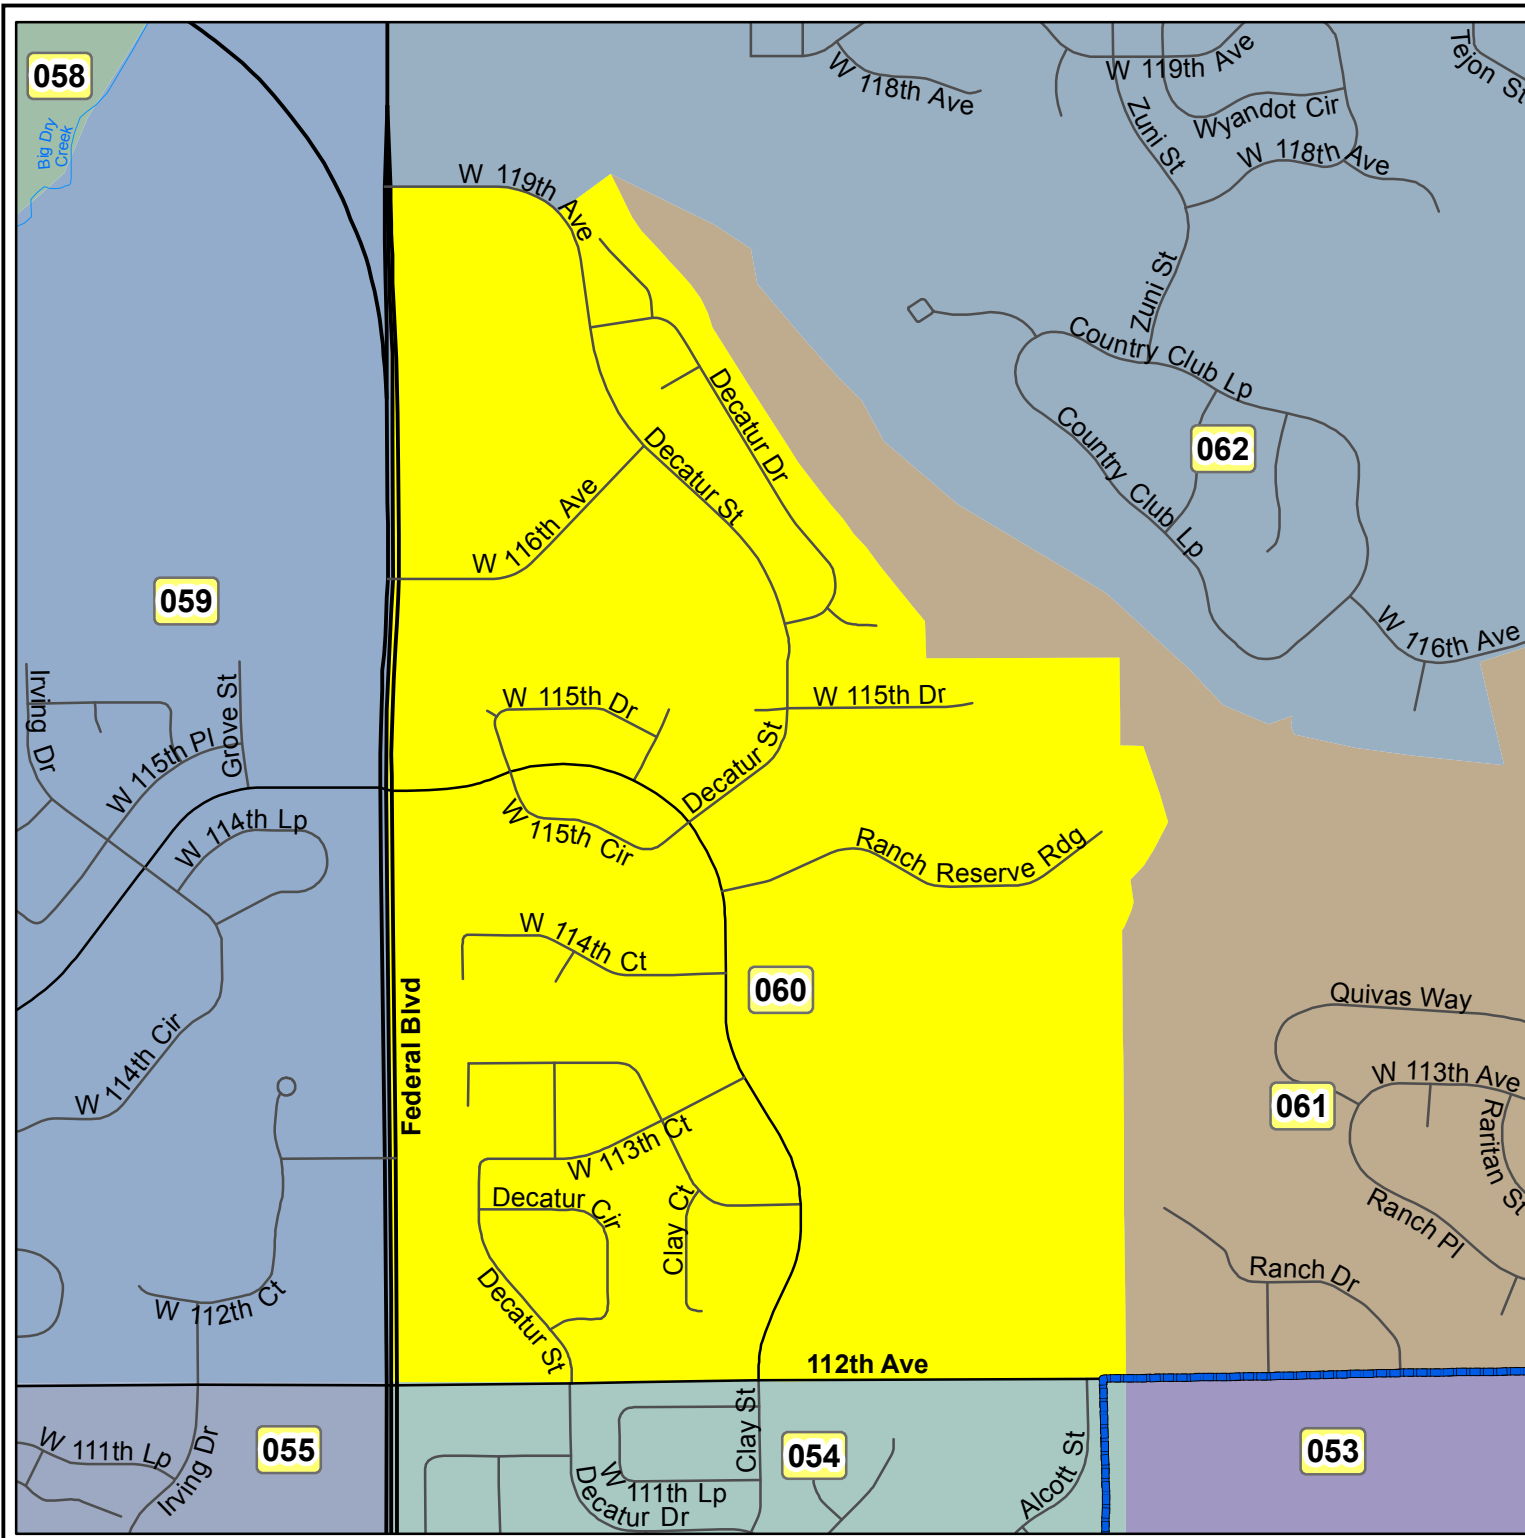 058
Big Dry
Creek
W 118th Ave
W 119th Ave
Tejon St
Zuni St
Wyandot Cir
W 118th Ave
W 119th Ave
Zuni St
Country Club Lp
Decatur Dr
Country Club Lp
062
Decatur St
W 116th Ave
059
W 116th Ave
Irving Dr
Grove St
W 115th Dr
W 115th Dr
W 115th Pl
Decatur St
W 114th Lp
W 115th Cir
Ranch Reserve Rdg
W 114th Ct
060
Federal Blvd
Quivas Way
W 114th Cir
W 113th Ave
061
Raritan St
W 113th Ct
Decatur Cir
Clay Ct
Ranch Pl
Ranch Dr
W 112th Ct
Decatur St
112th Ave
Clay St
W 111th Lp
Irving Dr
055
054
053
Alcott St
W 111th Lp
Decatur Dr